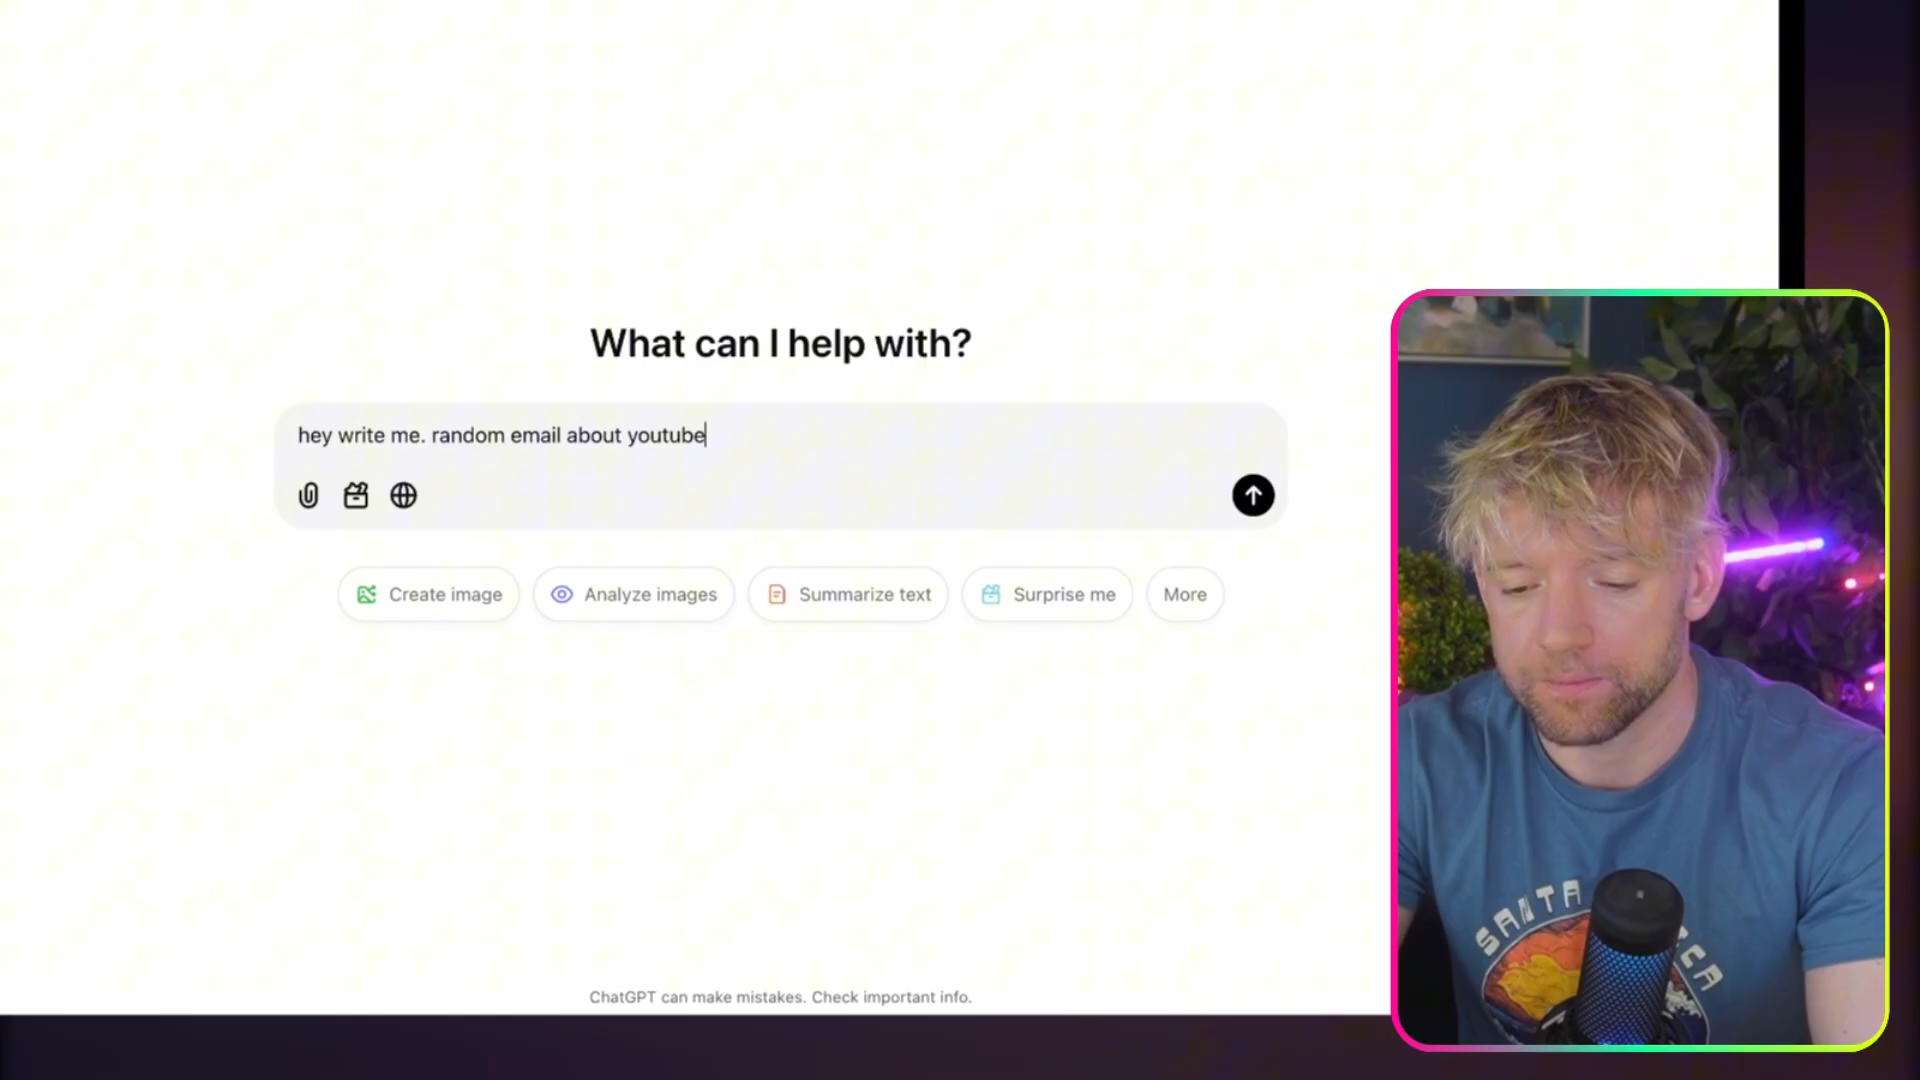 What can I help with?
hey write me. random email about youtube
Create image
Analyze images
Summarize text
Surprise me
More
ChatGPT can make mistakes. Check important info.
SANTA